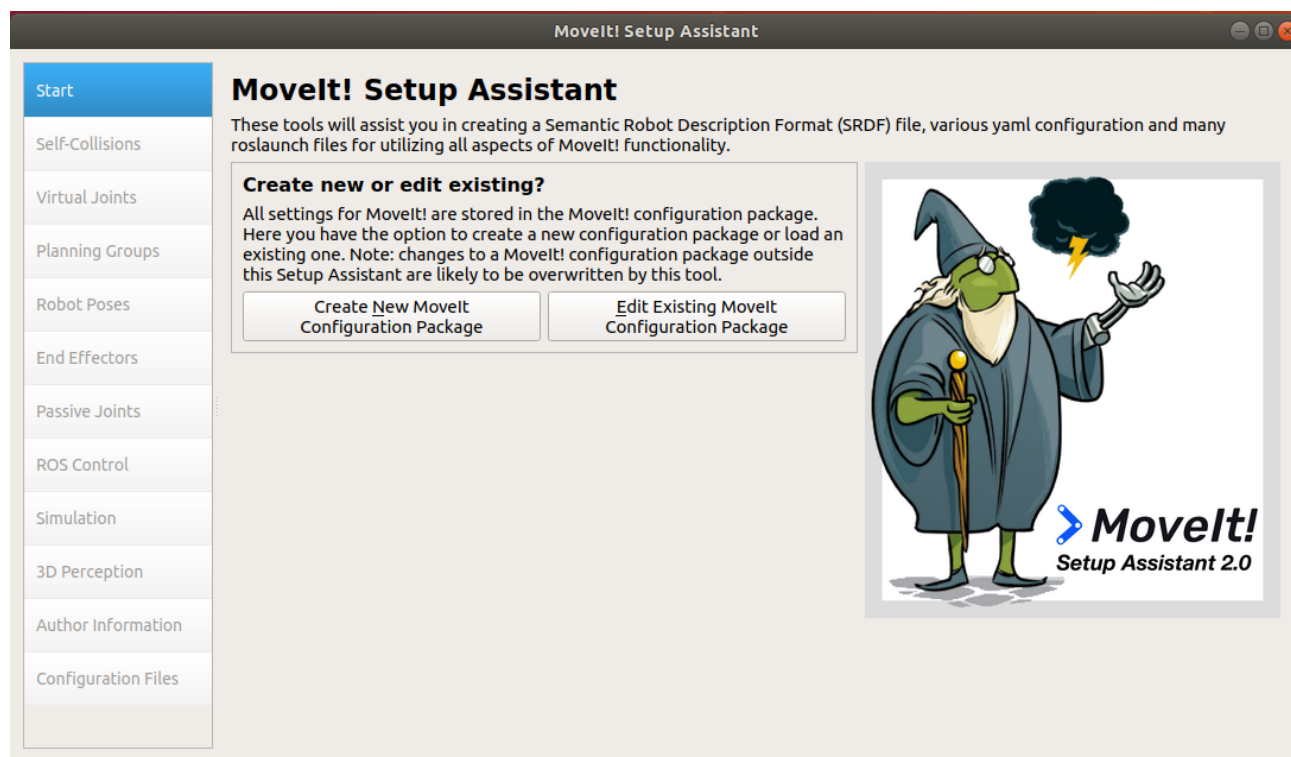 MoveIt! Setup Assistant
Start
Self-Collisions
Virtual Joints
Planning Groups
Robot Poses
End Effectors
Passive Joints
ROS Control
Simulation
3D Perception
Author Information
Configuration Files
MoveIt! Setup Assistant
These tools will assist you in creating a Semantic Robot Description Format (SRDF) file, various yaml configuration and many
roslaunch files for utilizing all aspects of MoveIt! functionality.
Create new or edit existing?
All settings for MoveIt! are stored in the MoveIt! configuration package.
Here you have the option to create a new configuration package or load an
existing one. Note: changes to a MoveIt! configuration package outside
this Setup Assistant are likely to be overwritten by this tool.
Create New MoveIt
Configuration Package
Edit Existing MoveIt
Configuration Package
MoveIt!
Setup Assistant 2.0